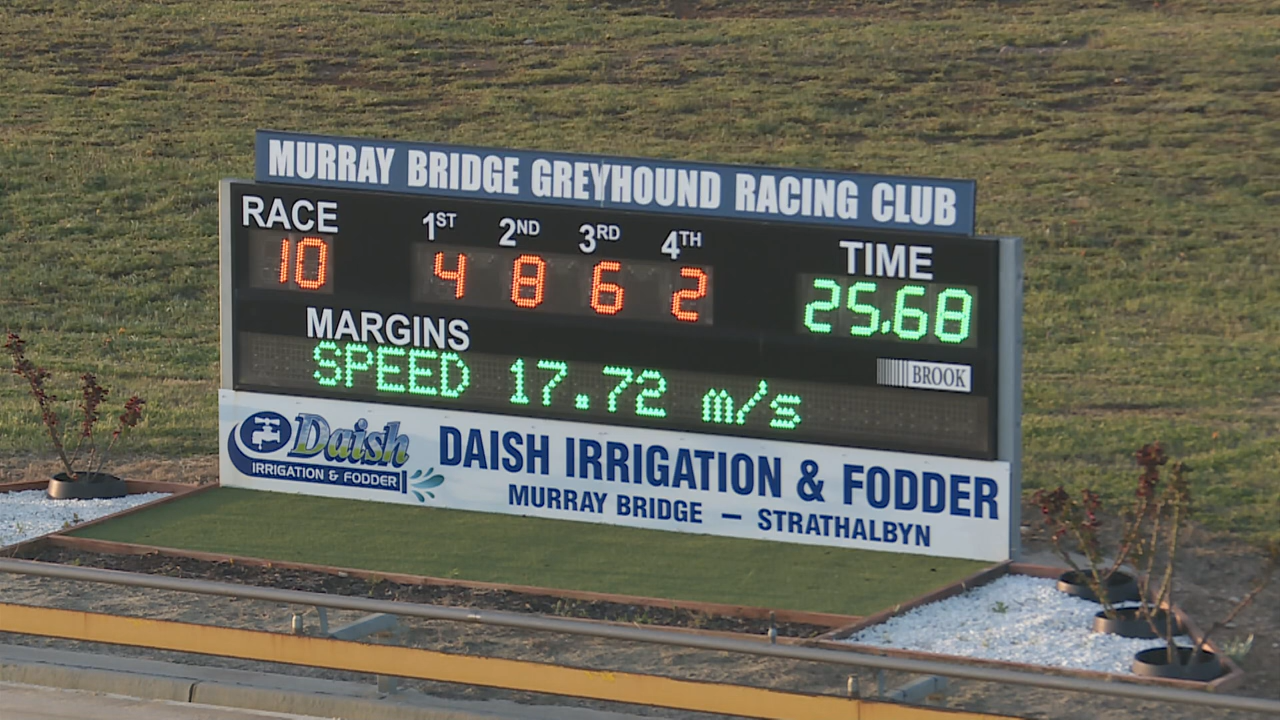 MURRAY BRIDGE GREYHOUND RACING CLUB
RACE 1ST 2ND 3RD 4TH TIME
10 4 8 6 2 25.68
MARGINS
SPEED 17.72 m/s
BROOK
Daish
IRRIGATION & FODDER
DAISH IRRIGATION & FODDER
MURRAY BRIDGE – STRATHALBYN